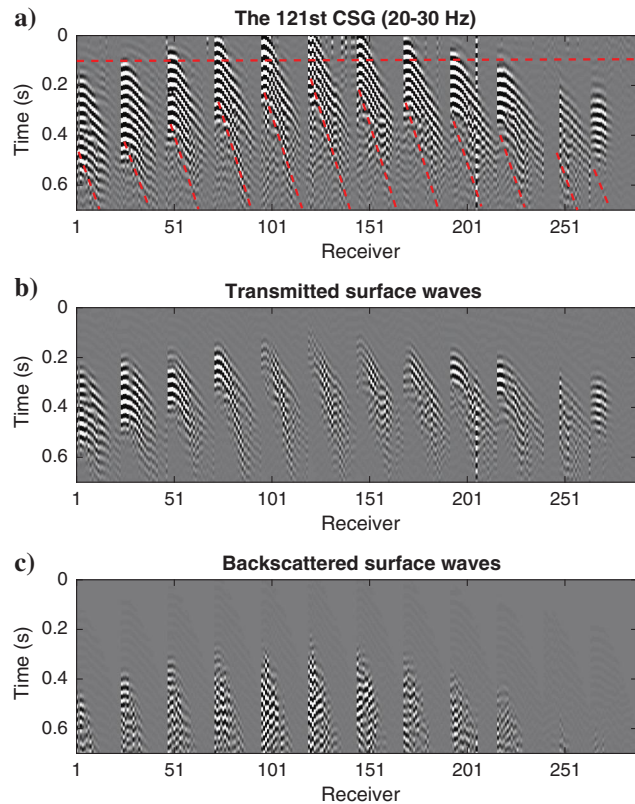 a)
The 121st CSG (20-30 Hz)
0
0.2
0.4
0.6
Time (s)
1 51 101 151 201 251
Receiver
b)
Transmitted surface waves
0
0.2
0.4
0.6
Time (s)
1 51 101 151 201 251
Receiver
c)
Backscattered surface waves
0
0.2
0.4
0.6
Time (s)
1 51 101 151 201 251
Receiver